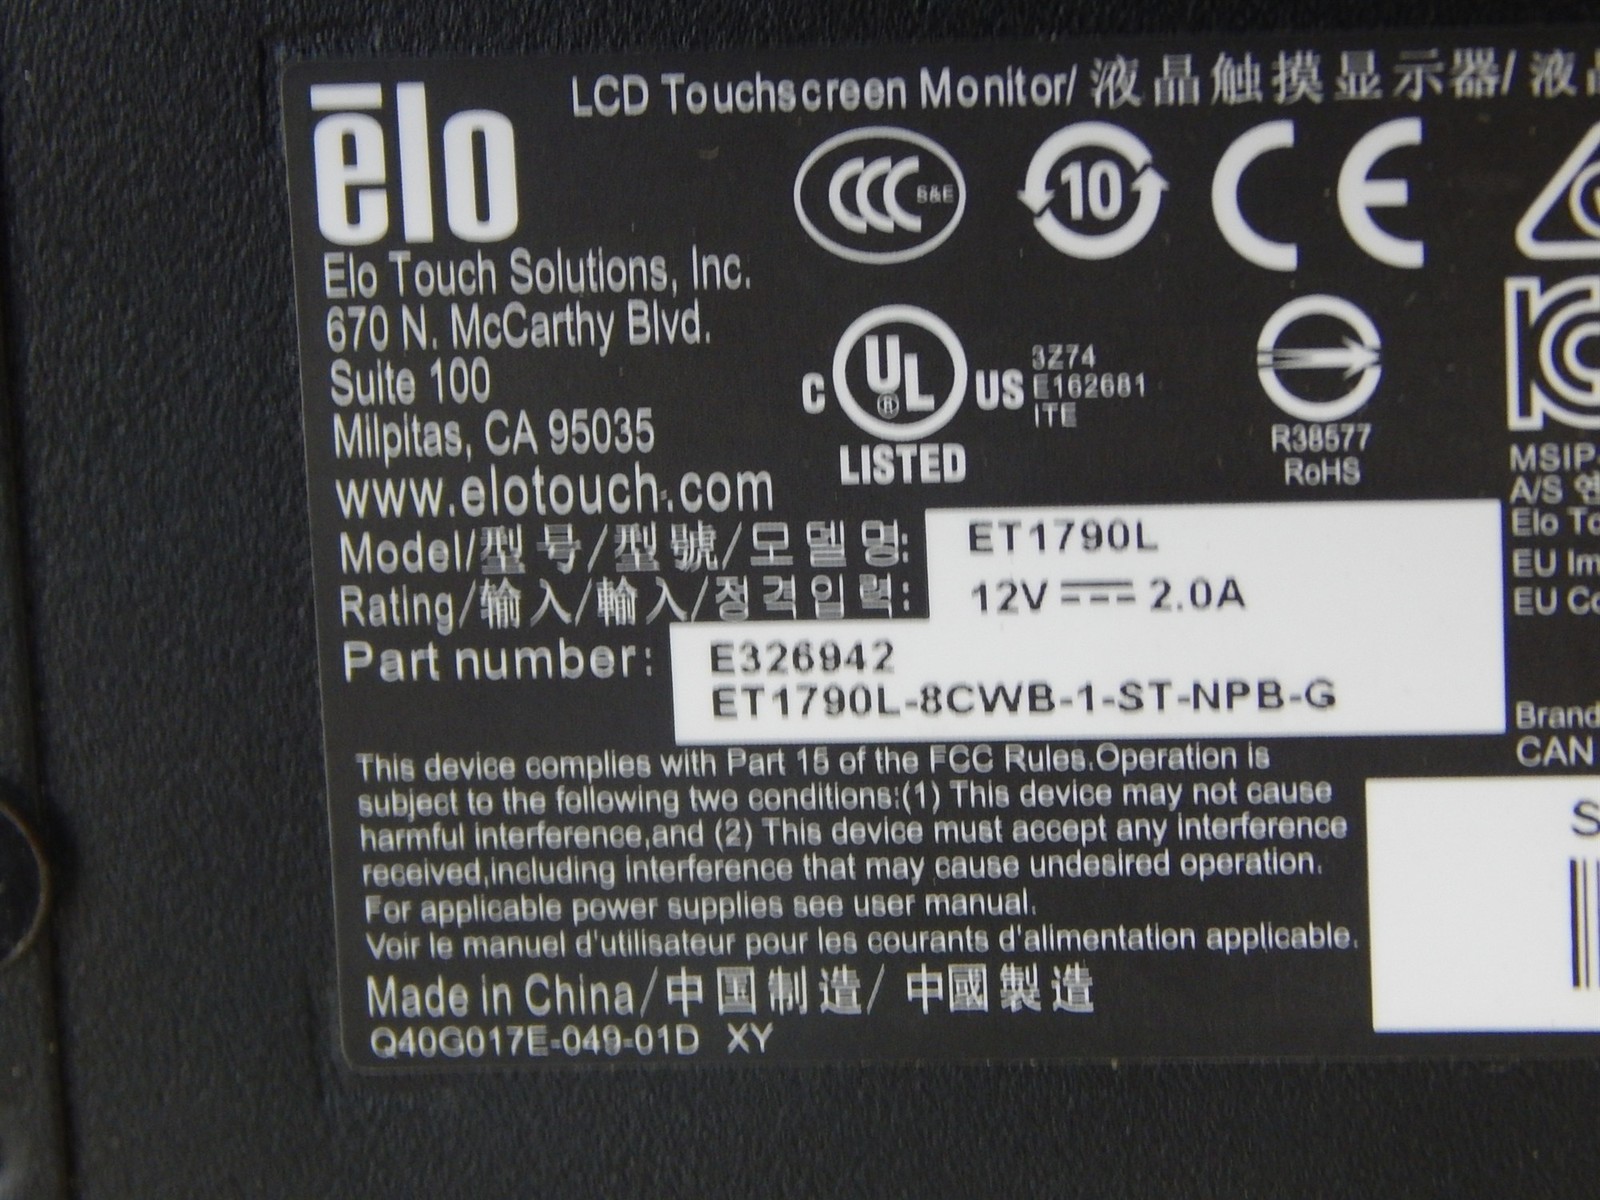 ēlo
LCD Touchscreen Monitor/ 液晶触摸显示器/ 液
CCC S&E
10
CE
Elo Touch Solutions, Inc.
670 N. McCarthy Blvd.
Suite 100
Milpitas, CA 95035
www.elotouch.com
C UL ® US
LISTED
3Z74
E162681
ITE
R38577
RoHS
Model/型号/型號/모델명: ET1790L
Rating/输入/輸入/정격입력: 12V ⎓ 2.0A
Part number: E326942
ET1790L-8CWB-1-ST-NPB-G
MSIP-
A/S
Elo
EU
EU
Brand
CAN
This device complies with Part 15 of the FCC Rules.Operation is
subject to the following two conditions:(1) This device may not cause
harmful interference,and (2) This device must accept any interference
received,including interference that may cause undesired operation.
For applicable power supplies see user manual.
Voir le manuel d'utilisateur pour les courants d'alimentation applicable.
Made in China/中国制造/ 中國製造
Q40G017E-049-01D XY
S